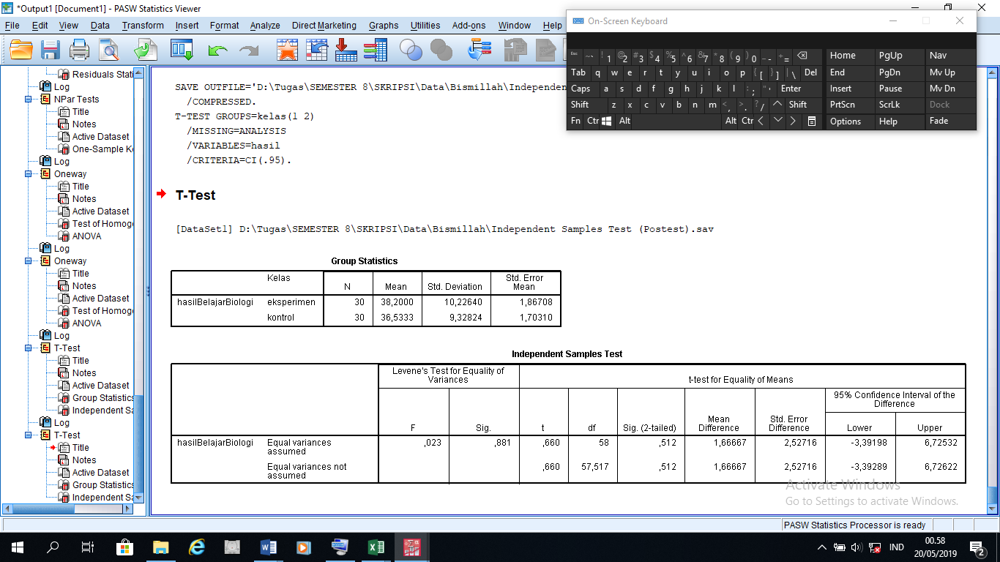 *Output1 [Document1] - PASW Statistics Viewer
File Edit View Data Transform Insert Format Analyze Direct Marketing Graphs Utilities Add-ons Window Help
On-Screen Keyboard
Esc ~` !1 @2 #3 $4 %5 ^6 &7 *8 (9 )0 _- += Home PgUp Nav
Tab q w e r t y u i o p {[ }] |\ Del End PgDn Mv Up
Caps a s d f g h j k l :; "' Enter Insert Pause Mv Dn
Shift z x c v b n m <, >. ?/ Shift PrtScn ScrLk Dock
Fn Ctr Alt Alt Ctr Options Help Fade
Residuals Stati
Log
NPar Tests
Title
Notes
Active Dataset
One-Sample K
Log
Oneway
Title
Notes
Active Dataset
Test of Homog
ANOVA
Log
Oneway
Title
Notes
Active Dataset
Test of Homog
ANOVA
Log
T-Test
Title
Notes
Active Dataset
Group Statistics
Independent Sa
Log
T-Test
Title
Notes
Active Dataset
Group Statistics
Independent Sa
SAVE OUTFILE='D:\Tugas\SEMESTER 8\SKRIPSI\Data\Bismillah\Independen
/COMPRESSED.
T-TEST GROUPS=kelas(1 2)
/MISSING=ANALYSIS
/VARIABLES=hasil
/CRITERIA=CI(.95).
T-Test
[DataSet1] D:\Tugas\SEMESTER 8\SKRIPSI\Data\Bismillah\Independent Samples Test (Postest).sav
Group Statistics
Kelas N Mean Std. Deviation Std. Error Mean
hasilBelajarBiologi eksperimen 30 38,2000 10,22640 1,86708
kontrol 30 36,5333 9,32824 1,70310
Independent Samples Test
Levene's Test for Equality of Variances t-test for Equality of Means
95% Confidence Interval of the Difference
F Sig. t df Sig. (2-tailed) Mean Difference Std. Error Difference Lower Upper
hasilBelajarBiologi Equal variances assumed ,023 ,881 ,660 58 ,512 1,66667 2,52716 -3,39198 6,72532
Equal variances not assumed ,660 57,517 ,512 1,66667 2,52716 -3,39289 6,72622
Activate Windows
Go to Settings to activate Windows.
PASW Statistics Processor is ready
IND
00.58
20/05/2019
2